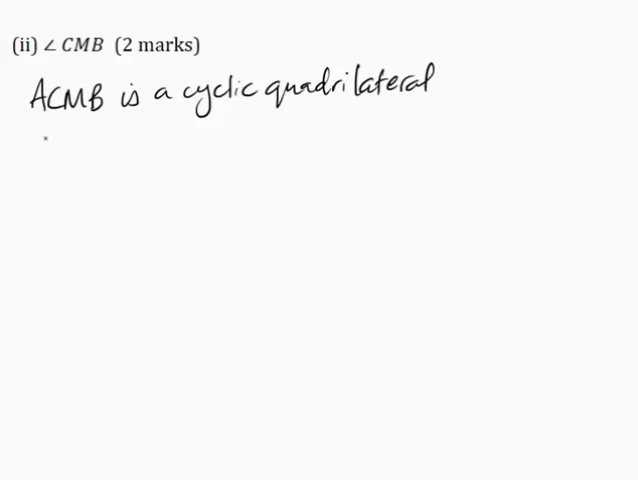 (ii) ∠ CMB (2 marks)
ACMB is a cyclic quadrilateral